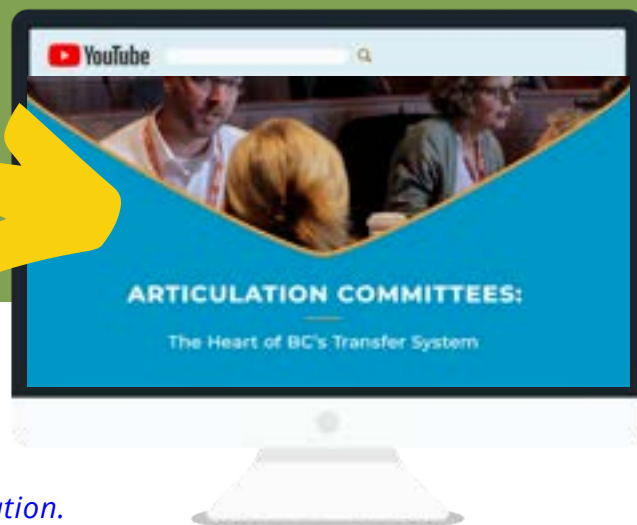 YouTube
ARTICULATION COMMITTEES:
The Heart of BC's Transfer System